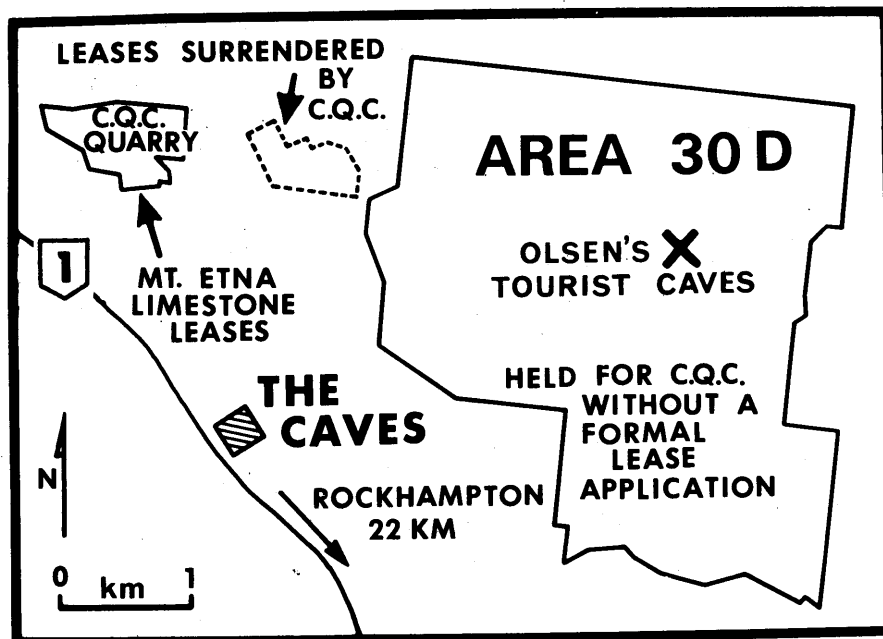 LEASES SURRENDERED
BY
C.Q.C.
C.Q.C.
QUARRY
AREA 30 D
1
MT. ETNA
LIMESTONE
LEASES
OLSEN'S
TOURIST CAVES
THE
CAVES
HELD FOR C.Q.C.
WITHOUT A
FORMAL
LEASE
APPLICATION
N
ROCKHAMPTON
22 KM
0 1
km